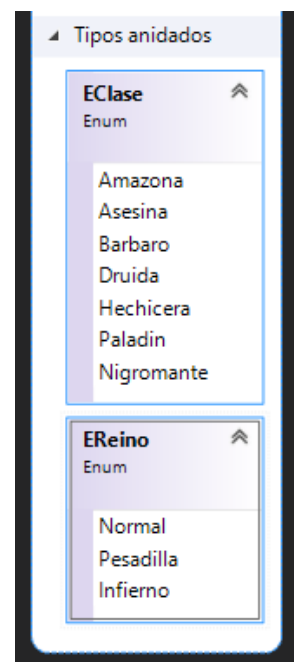 Tipos anidados
EClase
Enum
Amazona
Asesina
Barbaro
Druida
Hechicera
Paladin
Nigromante
EReino
Enum
Normal
Pesadilla
Infierno